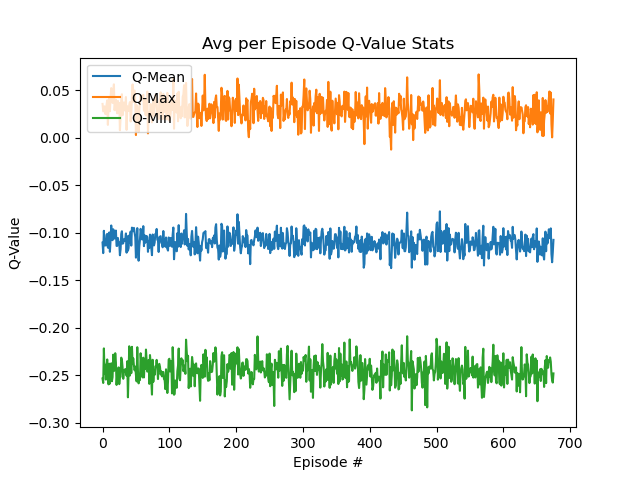 Avg per Episode Q-Value Stats
Q-Mean
Q-Max
Q-Min
Q-Value
0.05
0.00
−0.05
−0.10
−0.15
−0.20
−0.25
−0.30
0 100 200 300 400 500 600 700
Episode #